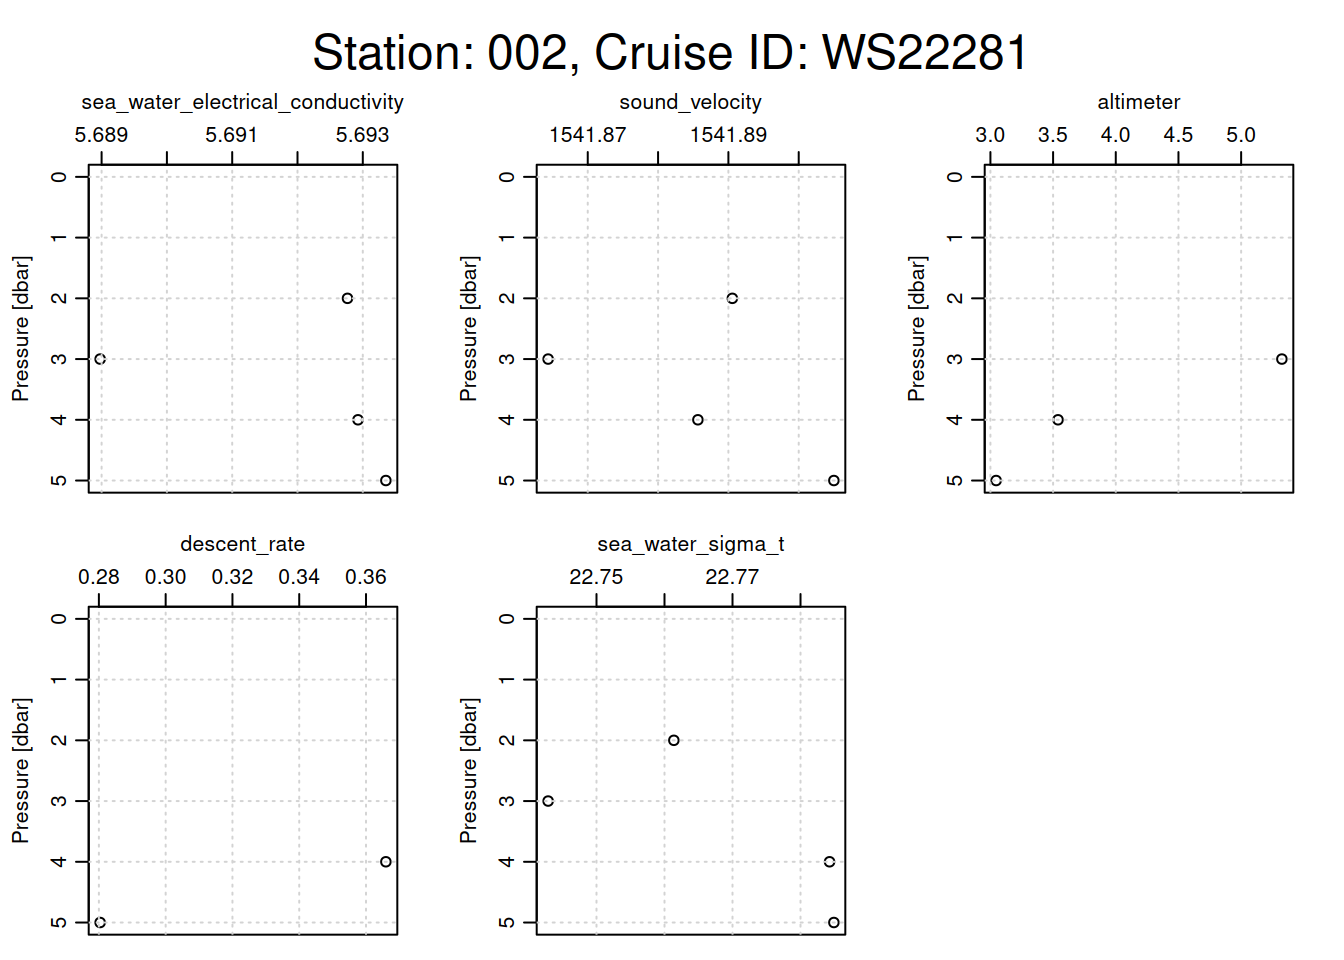 Station: 002, Cruise ID: WS22281
sea_water_electrical_conductivity
5.689 5.691 5.693
Pressure [dbar]
0
1
2
3
4
5
sound_velocity
1541.87 1541.89
Pressure [dbar]
0
1
2
3
4
5
altimeter
3.0 3.5 4.0 4.5 5.0
Pressure [dbar]
0
1
2
3
4
5
descent_rate
0.28 0.30 0.32 0.34 0.36
Pressure [dbar]
0
1
2
3
4
5
sea_water_sigma_t
22.75 22.77
Pressure [dbar]
0
1
2
3
4
5